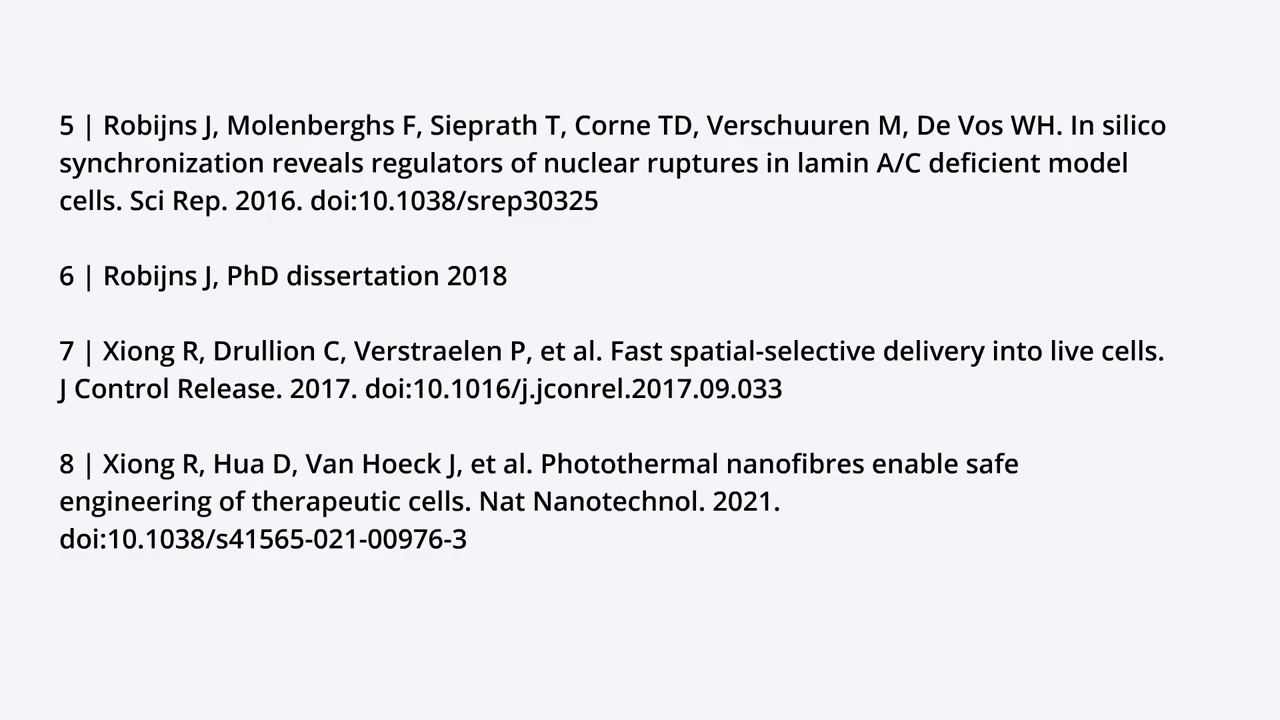 5 | Robijns J, Molenberghs F, Sieprath T, Corne TD, Verschuuren M, De Vos WH. In silico
synchronization reveals regulators of nuclear ruptures in lamin A/C deficient model
cells. Sci Rep. 2016. doi:10.1038/srep30325
6 | Robijns J, PhD dissertation 2018
7 | Xiong R, Drullion C, Verstraelen P, et al. Fast spatial-selective delivery into live cells.
J Control Release. 2017. doi:10.1016/j.jconrel.2017.09.033
8 | Xiong R, Hua D, Van Hoeck J, et al. Photothermal nanofibres enable safe
engineering of therapeutic cells. Nat Nanotechnol. 2021.
doi:10.1038/s41565-021-00976-3